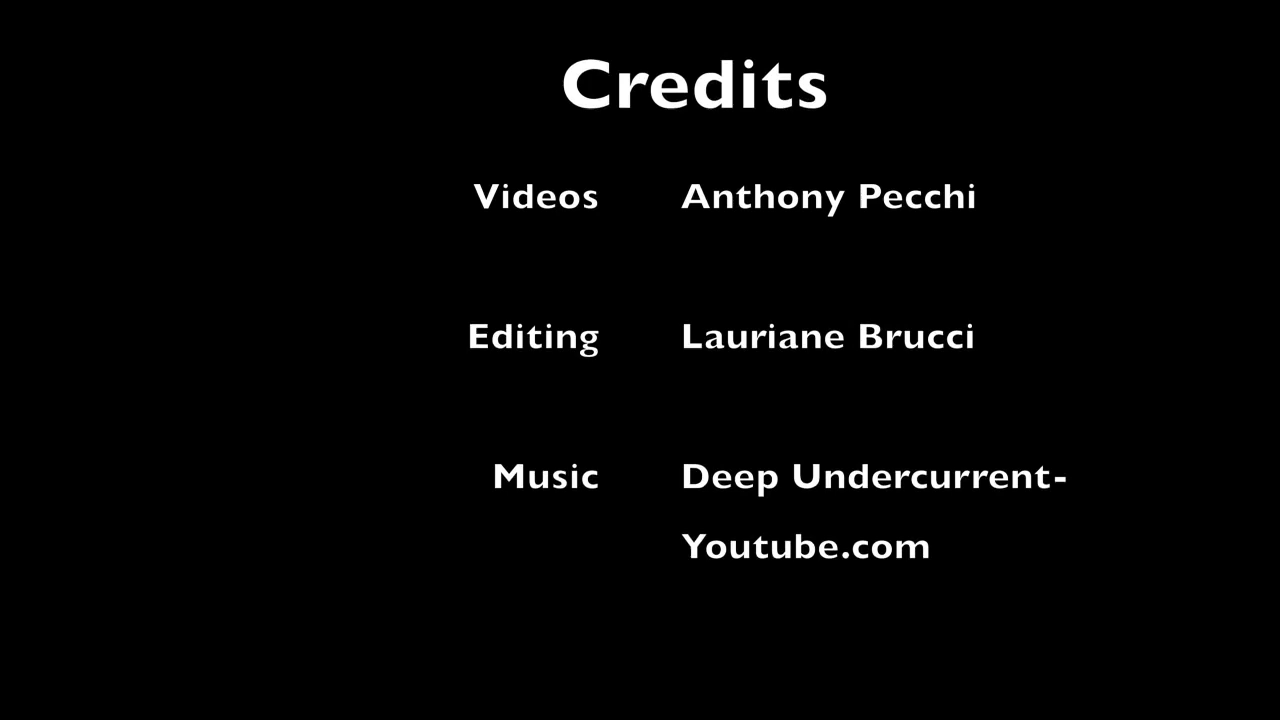 Credits
Videos Anthony Pecchi
Editing Lauriane Brucci
Music Deep Undercurrent-
Youtube.com